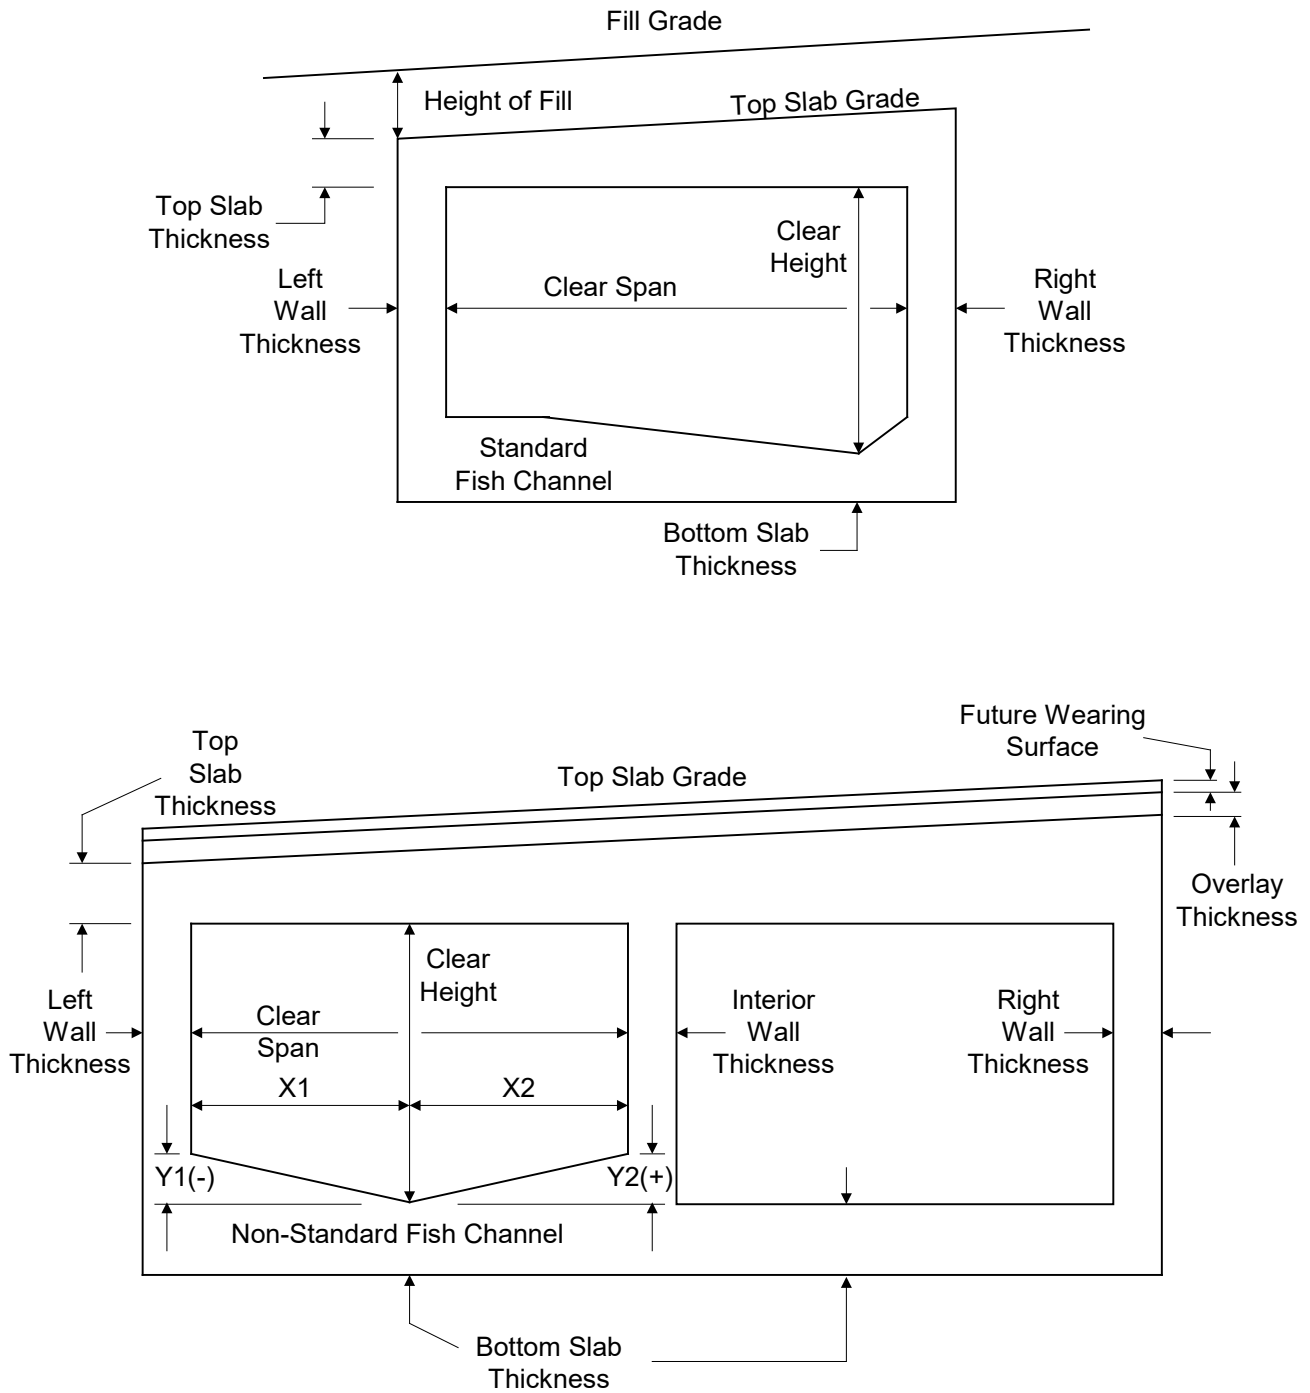 Fill Grade
Height of Fill
Top Slab Grade
Top Slab
Thickness
Clear
Height
Left
Wall
Thickness
Clear Span
Right
Wall
Thickness
Standard
Fish Channel
Bottom Slab
Thickness
Future Wearing
Surface
Top
Slab
Thickness
Top Slab Grade
Overlay
Thickness
Clear
Height
Left
Wall
Thickness
Clear
Span
Interior
Wall
Thickness
Right
Wall
Thickness
X1
X2
Y1(-)
Y2(+)
Non-Standard Fish Channel
Bottom Slab
Thickness